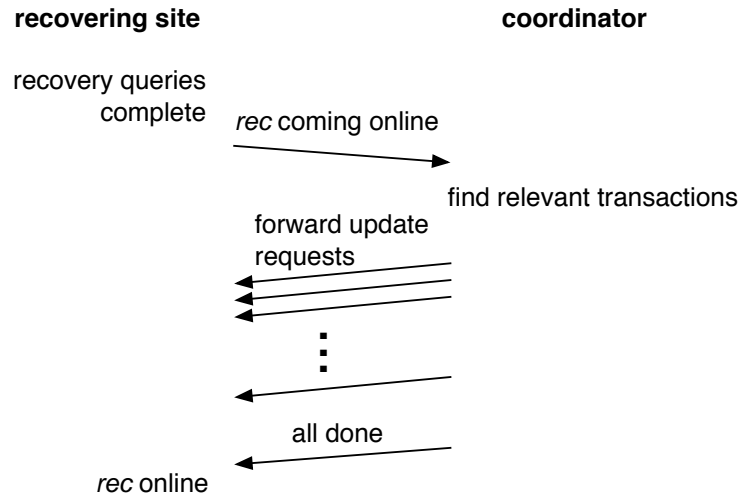 recovering site
coordinator
recovery queries
complete
rec coming online
find relevant transactions
forward update
requests
all done
rec online